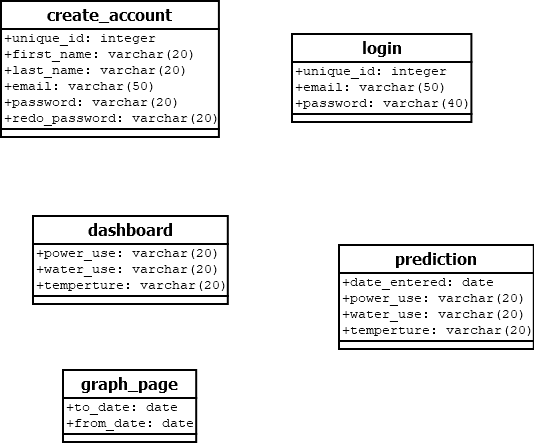 create_account
+unique_id: integer
+first_name: varchar(20)
+last_name: varchar(20)
+email: varchar(50)
+password: varchar(20)
+redo_password: varchar(20)
login
+unique_id: integer
+email: varchar(50)
+password: varchar(40)
dashboard
+power_use: varchar(20)
+water_use: varchar(20)
+temperture: varchar(20)
prediction
+date_entered: date
+power_use: varchar(20)
+water_use: varchar(20)
+temperture: varchar(20)
graph_page
+to_date: date
+from_date: date